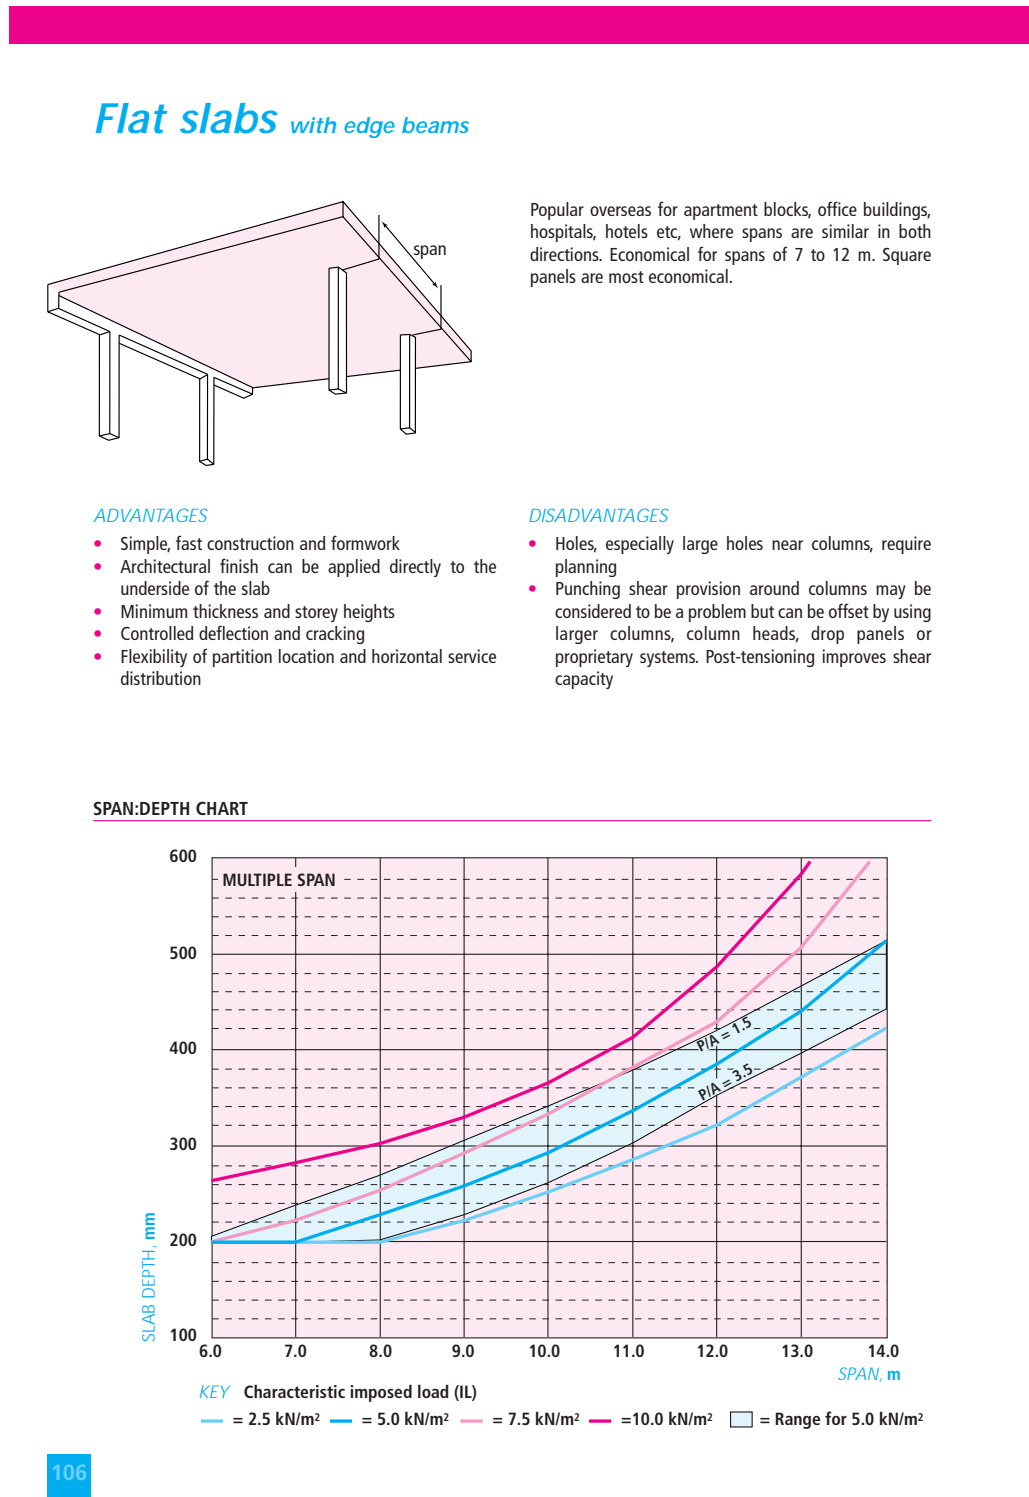 Flat slabs with edge beams
span
Popular overseas for apartment blocks, office buildings,
hospitals, hotels etc, where spans are similar in both
directions. Economical for spans of 7 to 12 m. Square
panels are most economical.
ADVANTAGES
• Simple, fast construction and formwork
• Architectural finish can be applied directly to the
underside of the slab
• Minimum thickness and storey heights
• Controlled deflection and cracking
• Flexibility of partition location and horizontal service
distribution
DISADVANTAGES
• Holes, especially large holes near columns, require
planning
• Punching shear provision around columns may be
considered to be a problem but can be offset by using
larger columns, column heads, drop panels or
proprietary systems. Post-tensioning improves shear
capacity
SPAN:DEPTH CHART
600
MULTIPLE SPAN
500
400
300
200
100
SLAB DEPTH, mm
P/A = 1.5
P/A = 3.5
6.0 7.0 8.0 9.0 10.0 11.0 12.0 13.0 14.0
SPAN, m
KEY Characteristic imposed load (IL)
= 2.5 kN/m² = 5.0 kN/m² = 7.5 kN/m² =10.0 kN/m² = Range for 5.0 kN/m²
106